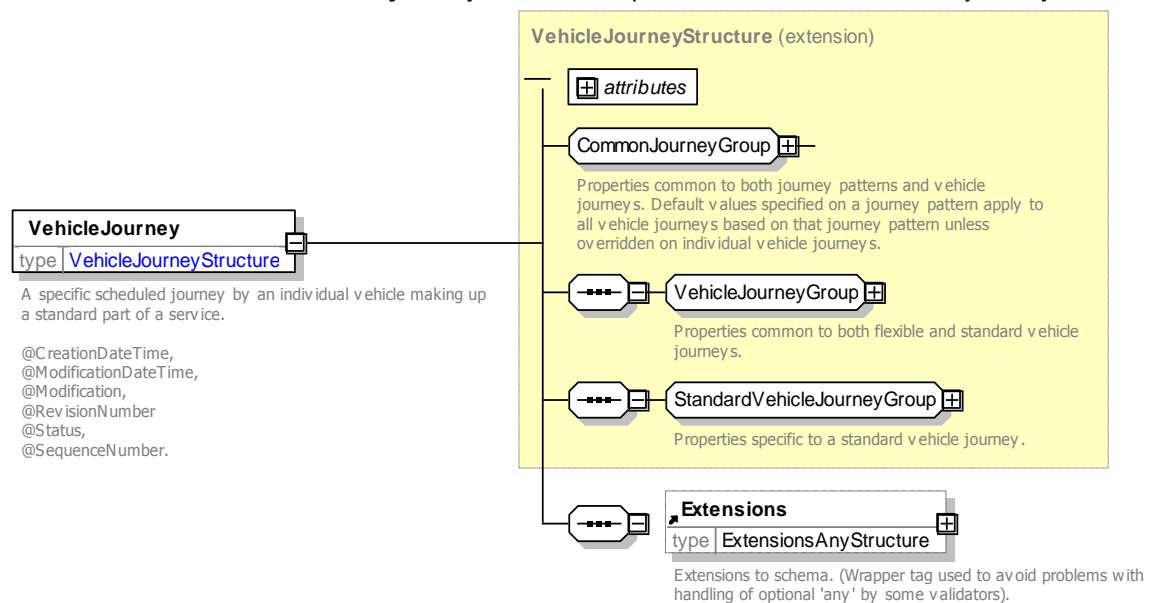 VehicleJourneyStructure (extension)
attributes
CommonJourneyGroup
Properties common to both journey patterns and vehicle
journeys. Default values specified on a journey pattern apply to
all vehicle journeys based on that journey pattern unless
overridden on individual vehicle journeys.
VehicleJourney
type VehicleJourneyStructure
A specific scheduled journey by an individual vehicle making up
a standard part of a service.
@CreationDateTime,
@ModificationDateTime,
@Modification,
@RevisionNumber
@Status,
@SequenceNumber.
VehicleJourneyGroup
Properties common to both flexible and standard vehicle
journeys.
StandardVehicleJourneyGroup
Properties specific to a standard vehicle journey.
Extensions
type ExtensionsAnyStructure
Extensions to schema. (Wrapper tag used to avoid problems with
handling of optional 'any' by some validators).